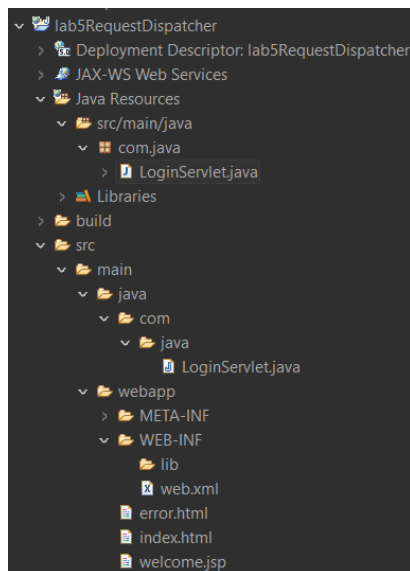 lab5RequestDispatcher
Deployment Descriptor: lab5RequestDispatcher
JAX-WS Web Services
Java Resources
src/main/java
com.java
LoginServlet.java
Libraries
build
src
main
java
com
java
LoginServlet.java
webapp
META-INF
WEB-INF
lib
web.xml
error.html
index.html
welcome.jsp